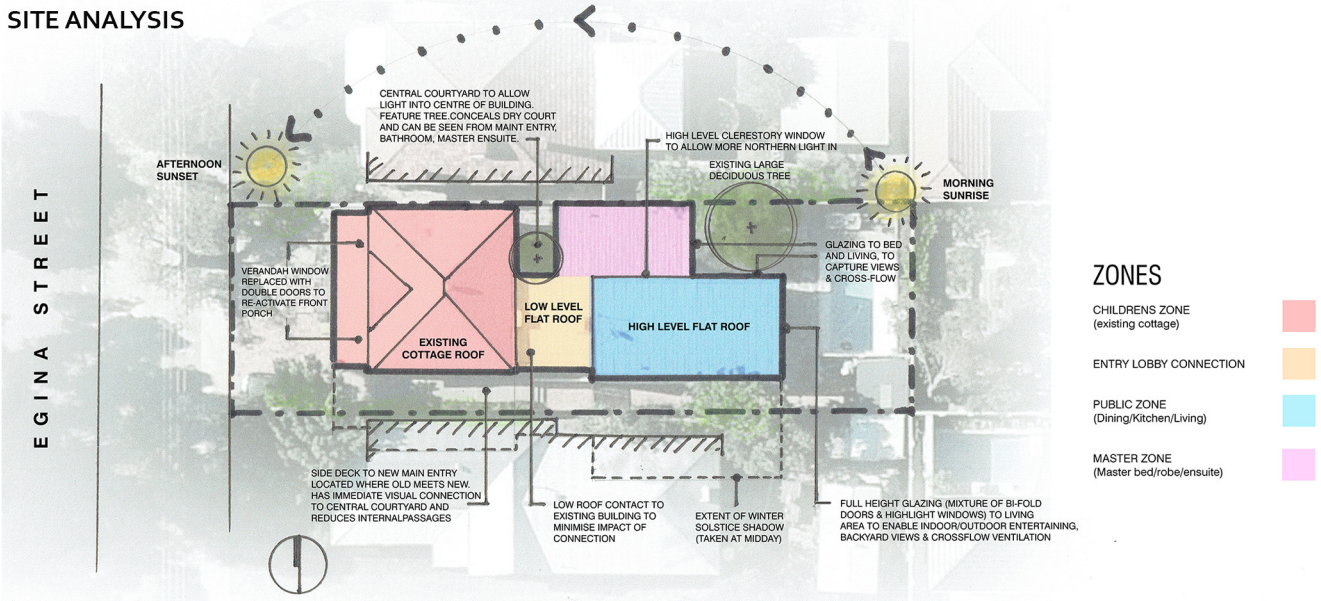 SITE ANALYSIS
CENTRAL COURTYARD TO ALLOW
LIGHT INTO CENTRE OF BUILDING.
FEATURE TREE.CONCEALS DRY COURT
AND CAN BE SEEN FROM MAINT ENTRY,
BATHROOM, MASTER ENSUITE.
HIGH LEVEL CLERESTORY WINDOW
TO ALLOW MORE NORTHERN LIGHT IN
EXISTING LARGE
DECIDUOUS TREE
AFTERNOON
SUNSET
MORNING
SUNRISE
EGINA STREET
VERANDAH WINDOW
REPLACED WITH
DOUBLE DOORS TO
RE-ACTIVATE FRONT
PORCH
GLAZING TO BED
AND LIVING, TO
CAPTURE VIEWS
& CROSS-FLOW
EXISTING
COTTAGE ROOF
LOW LEVEL
FLAT ROOF
HIGH LEVEL FLAT ROOF
SIDE DECK TO NEW MAIN ENTRY
LOCATED WHERE OLD MEETS NEW.
HAS IMMEDIATE VISUAL CONNECTION
TO CENTRAL COURTYARD AND
REDUCES INTERNALPASSAGES
LOW ROOF CONTACT TO
EXISTING BUILDING TO
MINIMISE IMPACT OF
CONNECTION
EXTENT OF WINTER
SOLSTICE SHADOW
(TAKEN AT MIDDAY)
FULL HEIGHT GLAZING (MIXTURE OF BI-FOLD
DOORS & HIGHLIGHT WINDOWS) TO LIVING
AREA TO ENABLE INDOOR/OUTDOOR ENTERTAINING,
BACKYARD VIEWS & CROSSFLOW VENTILATION
ZONES
CHILDRENS ZONE
(existing cottage)
ENTRY LOBBY CONNECTION
PUBLIC ZONE
(Dining/Kitchen/Living)
MASTER ZONE
(Master bed/robe/ensuite)